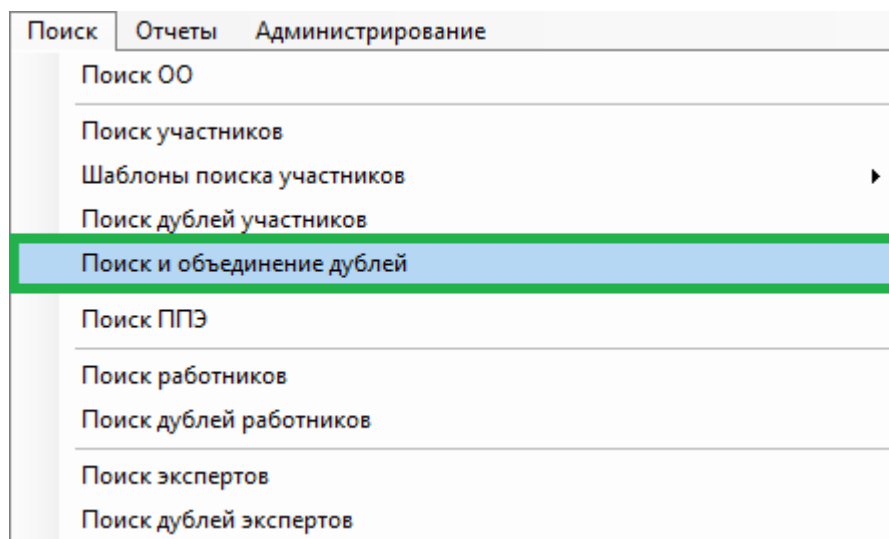 Поиск Отчеты Администрирование
Поиск ОО
Поиск участников
Шаблоны поиска участников
Поиск дублей участников
Поиск и объединение дублей
Поиск ППЭ
Поиск работников
Поиск дублей работников
Поиск экспертов
Поиск дублей экспертов